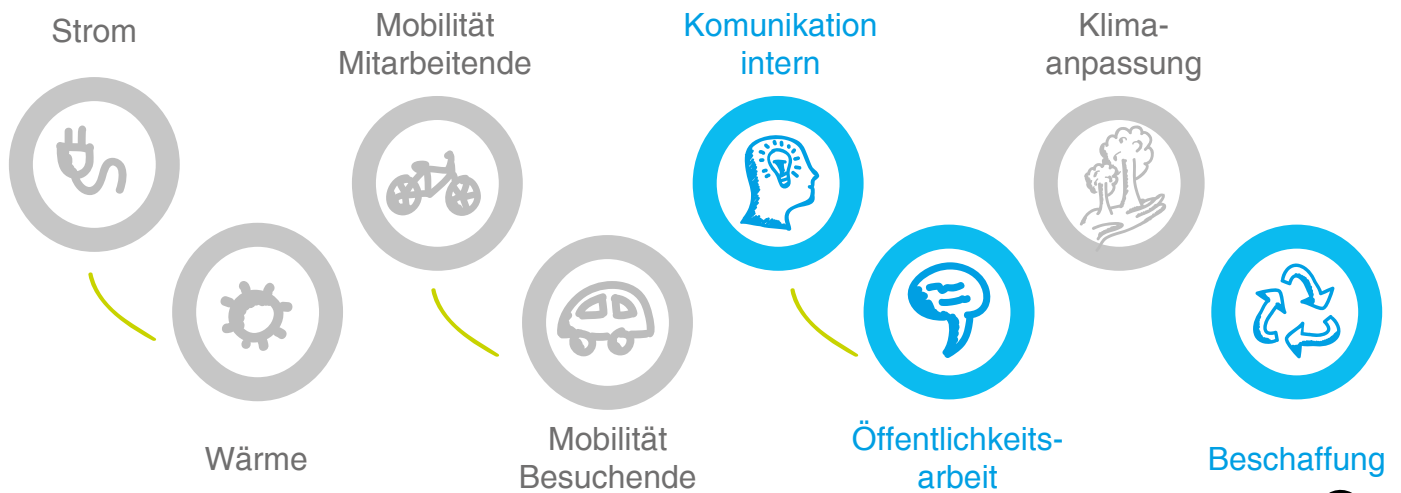 Strom
Mobilität
Mitarbeitende
Komunikation
intern
Klima-
anpassung
Wärme
Mobilität
Besuchende
Öffentlichkeits-
arbeit
Beschaffung